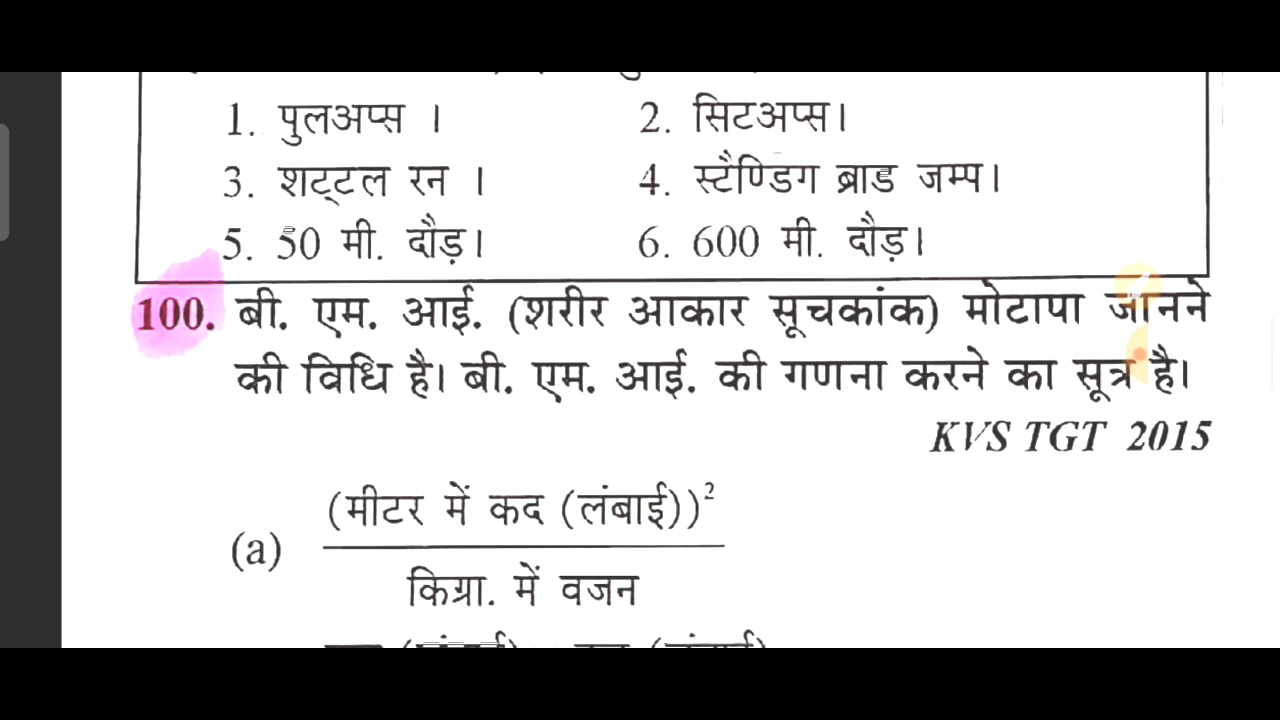 1. पुलअप्स ।
2. सिटअप्स।
3. शट्टल रन ।
4. स्टैण्डिग ब्राड जम्प।
5. 50 मी. दौड़।
6. 600 मी. दौड़।
100. बी. एम. आई. (शरीर आकार सूचकांक) मोटापा जानने
की विधि है। बी. एम. आई. की गणना करने का सूत्र है।
KVS TGT 2015
(मीटर में कद (लंबाई))²
(a)
किग्रा. में वजन